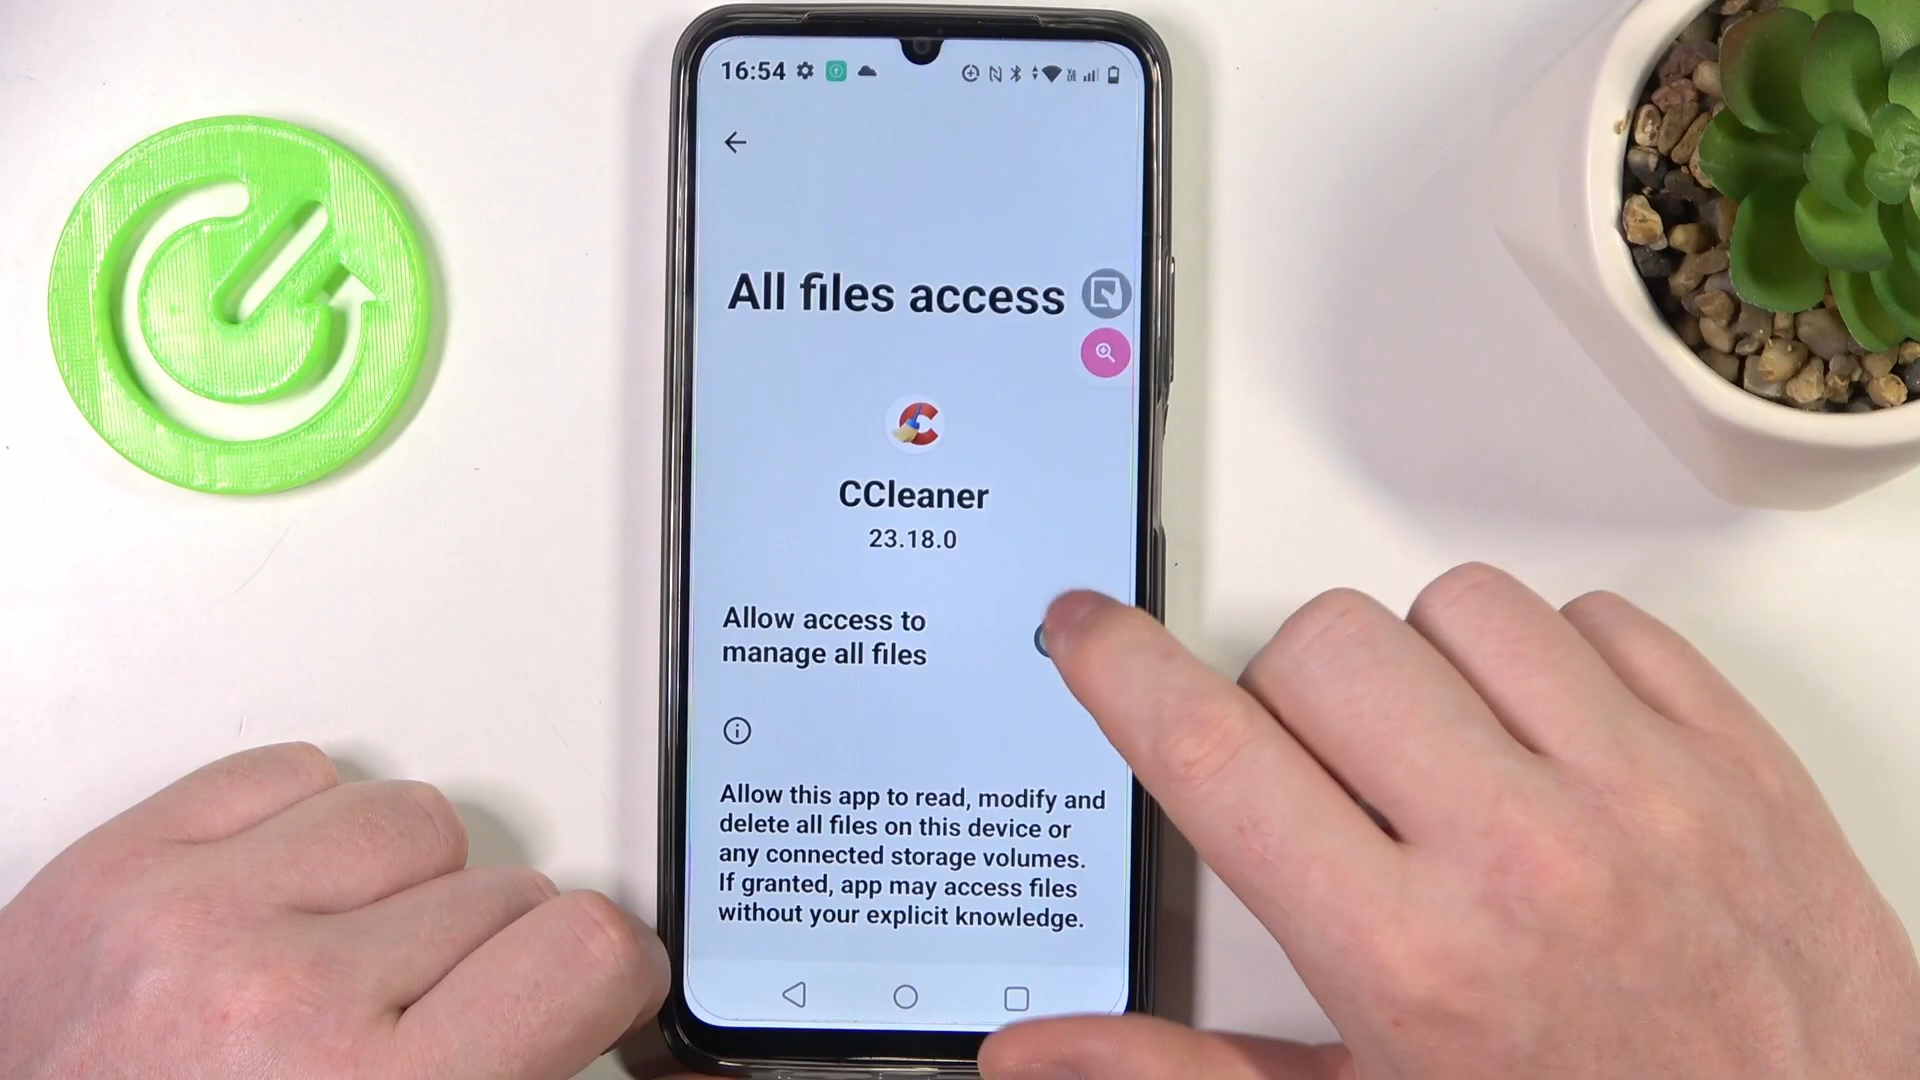 16:54
All files access
CCleaner
23.18.0
Allow access to
manage all files
Allow this app to read, modify and
delete all files on this device or
any connected storage volumes.
If granted, app may access files
without your explicit knowledge.